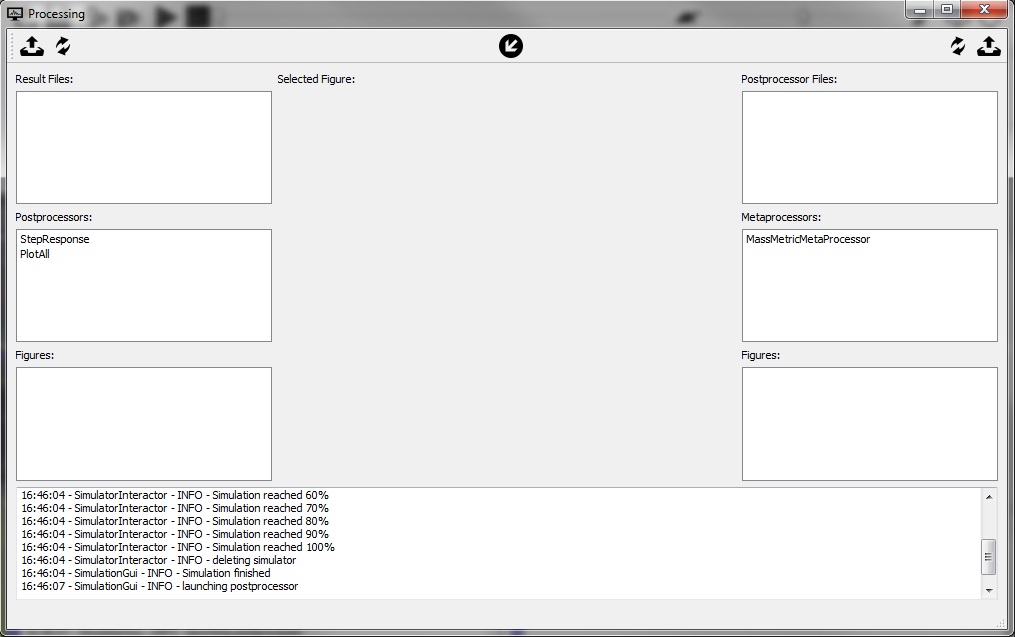 Processing
Result Files:
Selected Figure:
Postprocessor Files:
Postprocessors:
StepResponse
PlotAll
Metaprocessors:
MassMetricMetaProcessor
Figures:
Figures:
16:46:04 - SimulatorInteractor - INFO - Simulation reached 60%
16:46:04 - SimulatorInteractor - INFO - Simulation reached 70%
16:46:04 - SimulatorInteractor - INFO - Simulation reached 80%
16:46:04 - SimulatorInteractor - INFO - Simulation reached 90%
16:46:04 - SimulatorInteractor - INFO - Simulation reached 100%
16:46:04 - SimulatorInteractor - INFO - deleting simulator
16:46:04 - SimulationGui - INFO - Simulation finished
16:46:07 - SimulationGui - INFO - launching postprocessor